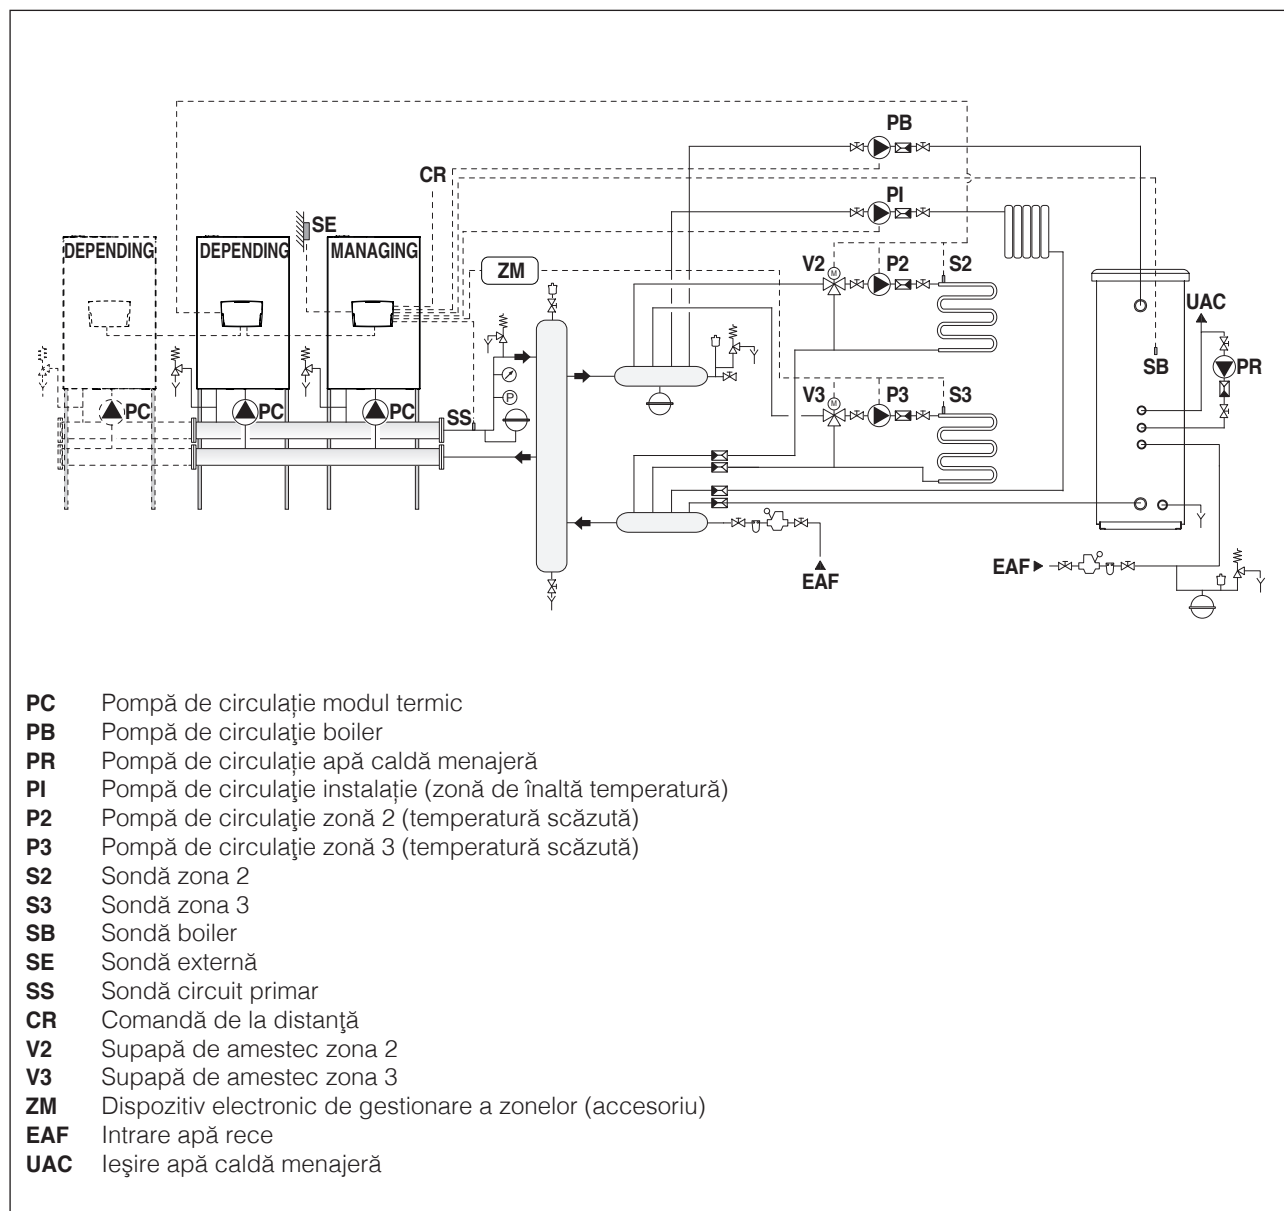 PB
CR
PI
SE
DEPENDING DEPENDING MANAGING
ZM
V2 M P2 S2
UAC
SB PR
V3 M P3 S3
PC PC PC SS P
EAF EAF
PC Pompă de circulație modul termic
PB Pompă de circulaţie boiler
PR Pompă de circulație apă caldă menajeră
PI Pompă de circulaţie instalație (zonă de înaltă temperatură)
P2 Pompă de circulaţie zonă 2 (temperatură scăzută)
P3 Pompă de circulaţie zonă 3 (temperatură scăzută)
S2 Sondă zona 2
S3 Sondă zona 3
SB Sondă boiler
SE Sondă externă
SS Sondă circuit primar
CR Comandă de la distanţă
V2 Supapă de amestec zona 2
V3 Supapă de amestec zona 3
ZM Dispozitiv electronic de gestionare a zonelor (accesoriu)
EAF Intrare apă rece
UAC Ieşire apă caldă menajeră